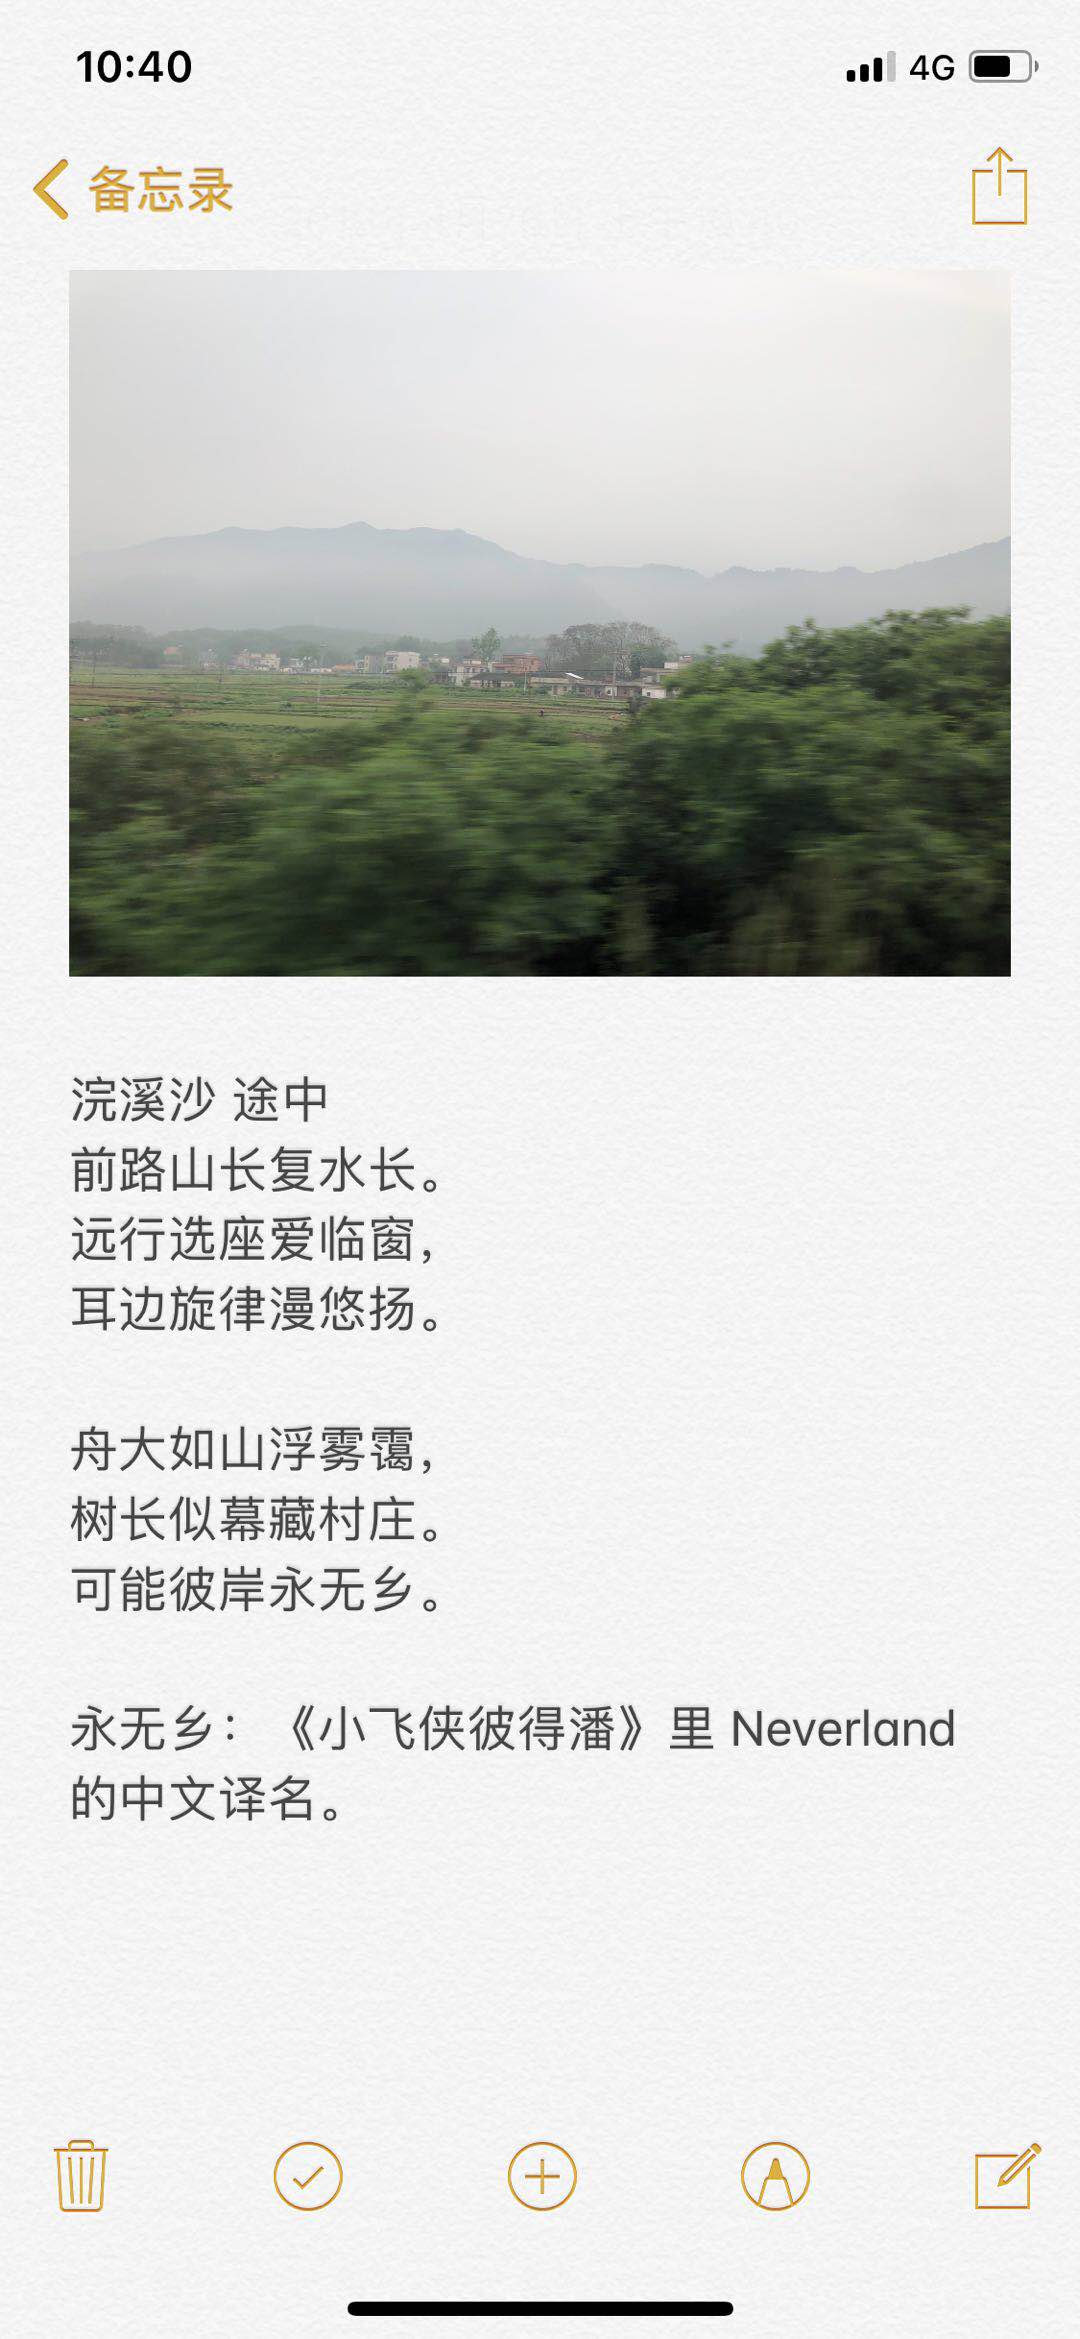 10:40
4G
备忘录
浣溪沙 途中
前路山长复水长。
远行选座爱临窗，
耳边旋律漫悠扬。
舟大如山浮雾霭，
树长似幕藏村庄。
可能彼岸永无乡。
永无乡：《小飞侠彼得潘》里 Neverland
的中文译名。